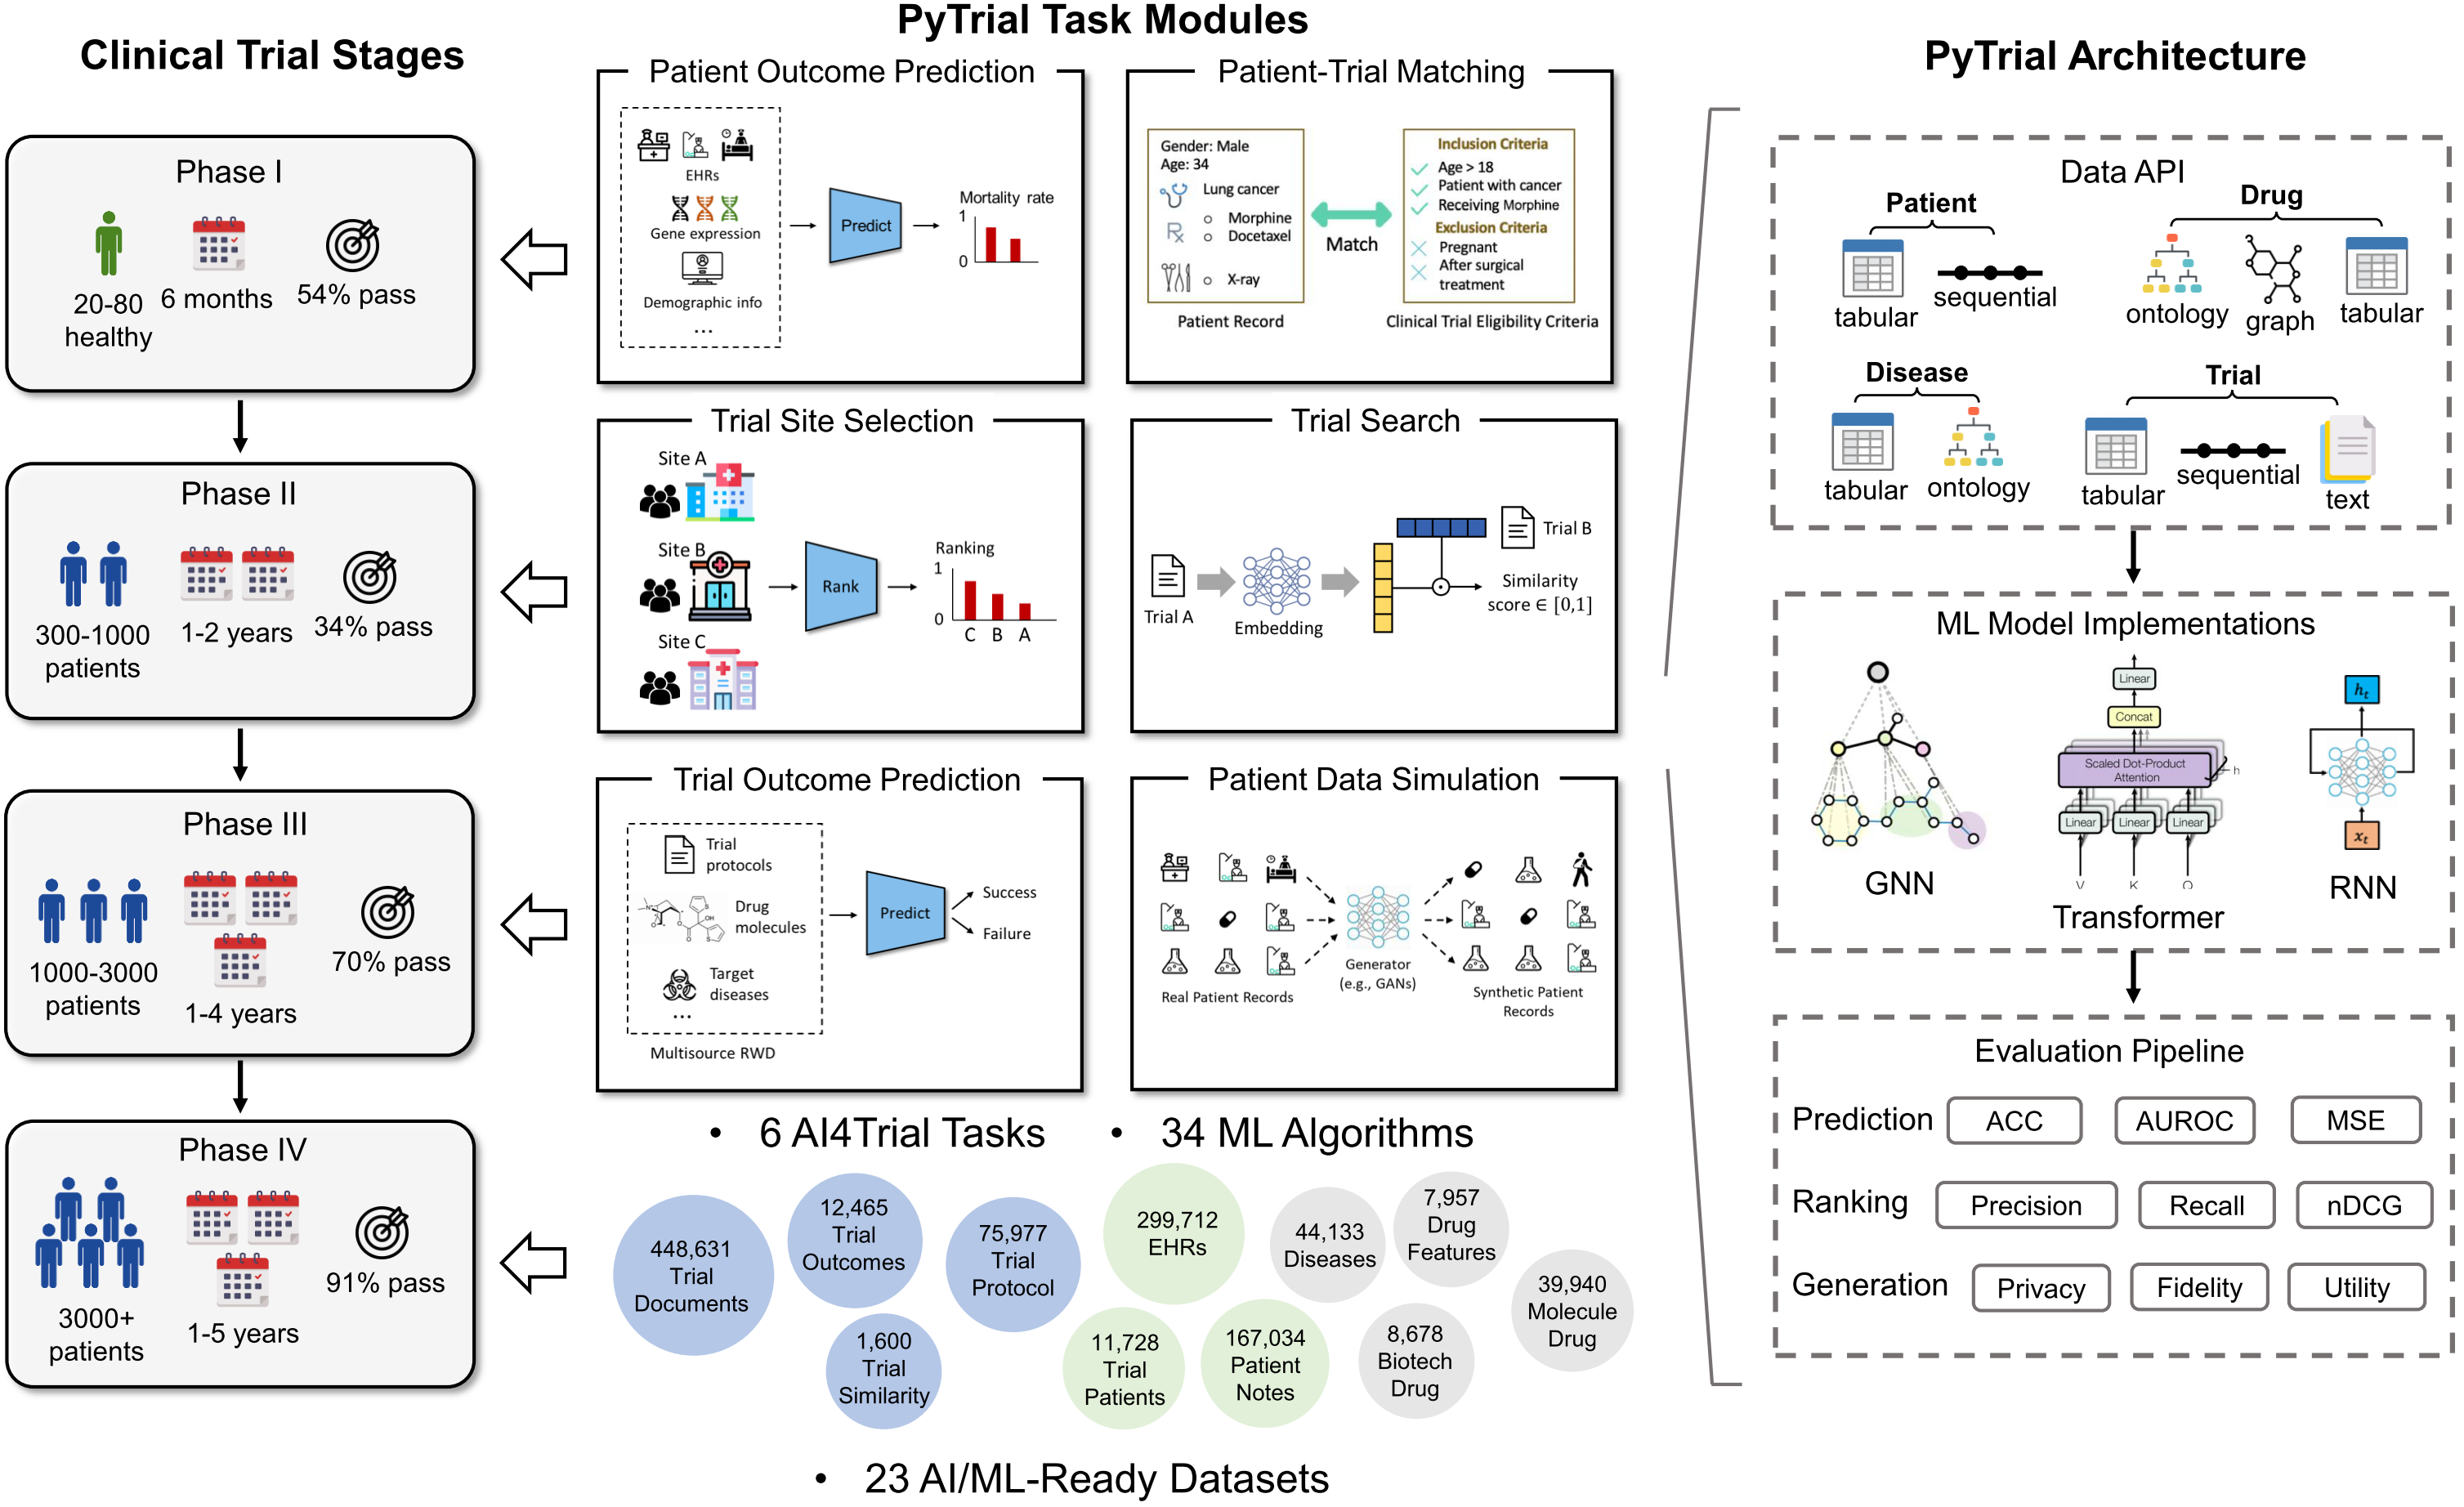 Clinical Trial Stages
Phase I
20-80
healthy
6 months
54% pass
Phase II
300-1000
patients
1-2 years
34% pass
Phase III
1000-3000
patients
1-4 years
70% pass
Phase IV
3000+
patients
1-5 years
91% pass
PyTrial Task Modules
Patient Outcome Prediction
EHRs
Gene expression
Demographic info
...
Predict
Mortality rate
1
0
Patient-Trial Matching
Gender: Male
Age: 34
Lung cancer
Rx
Morphine
Docetaxel
X-ray
Patient Record
Match
Inclusion Criteria
Age > 18
Patient with cancer
Receiving Morphine
Exclusion Criteria
Pregnant
After surgical
treatment
Clinical Trial Eligibility Criteria
Trial Site Selection
Site A
Site B
Site C
Rank
Ranking
1
0
C B A
Trial Search
Trial A
Embedding
Trial B
Similarity
score ∈ [0,1]
Trial Outcome Prediction
Trial
protocols
Drug
molecules
Target
diseases
...
Multisource RWD
Predict
Success
Failure
Patient Data Simulation
Real Patient Records
Generator
(e.g., GANs)
Synthetic Patient
Records
• 6 AI4Trial Tasks
• 34 ML Algorithms
448,631
Trial
Documents
12,465
Trial
Outcomes
75,977
Trial
Protocol
1,600
Trial
Similarity
299,712
EHRs
11,728
Trial
Patients
167,034
Patient
Notes
44,133
Diseases
7,957
Drug
Features
8,678
Biotech
Drug
39,940
Molecule
Drug
• 23 AI/ML-Ready Datasets
PyTrial Architecture
Data API
Patient
tabular
sequential
Drug
ontology
graph
tabular
Disease
tabular
ontology
Trial
tabular
sequential
text
ML Model Implementations
GNN
Linear
Concat
Scaled Dot-Product
Attention
h
Linear Linear Linear
V K Q
Transformer
ht
xt
RNN
Evaluation Pipeline
Prediction ACC AUROC MSE
Ranking Precision Recall nDCG
Generation Privacy Fidelity Utility